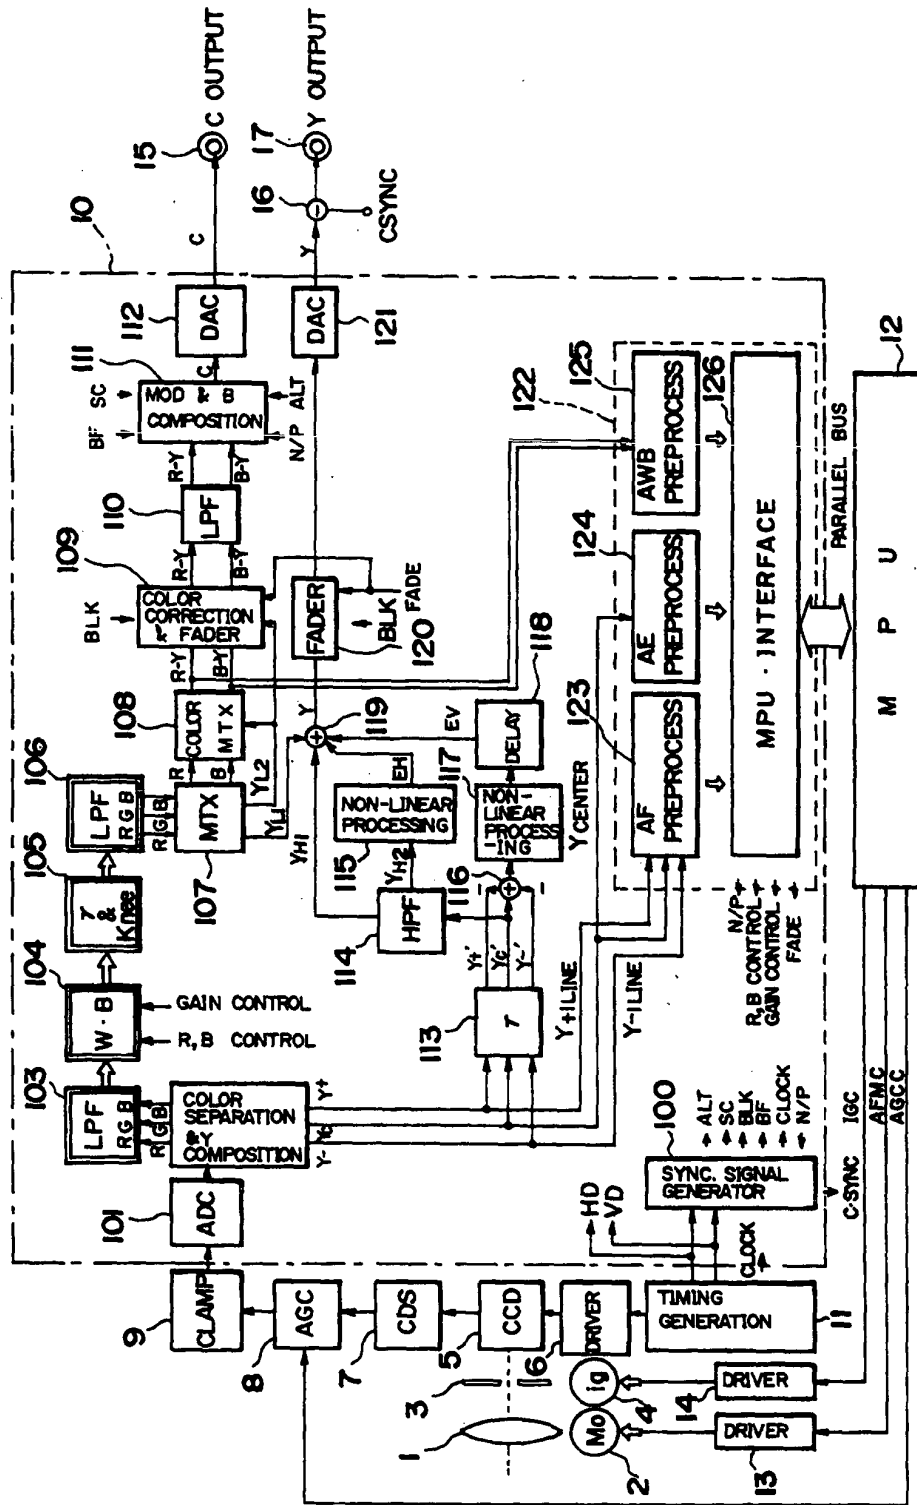 10
15
C OUTPUT
C
112
DAC
C
111
SC
BF
MOD & B
COMPOSITION
ALT
N/P
R-Y
B-Y
110
LPF
R-Y
B-Y
109
BLK
COLOR
CORRECTION
& FADER
R-Y
B-Y
108
COLOR
MTX
R
B
YL2
106
LPF
R G B
R G B
MTX
107
YL1
105
γ
&
Knee
104
W·B
GAIN CONTROL
R, B CONTROL
103
LPF
R G B
R G B
COLOR
SEPARATION
& Y
COMPOSITION
Y+
YC
Y-
101
ADC
17
Y OUTPUT
16
CSYNC
Y
DAC
121
FADER
120
BLK
FADE
Y
119
YH1
EH
EV
NON-LINEAR
PROCESSING
115
YH2
HPF
114
118
DELAY
117
NON-
LINEAR
PROCESS
-ING
116
Y+'
YC'
Y-'
γ
113
Y CENTER
Y+1LINE
Y-1LINE
122
125
AWB
PREPROCESS
124
AE
PREPROCESS
123
AF
PREPROCESS
126
MPU · INTERFACE
N/P
R,B CONTROL
GAIN CONTROL
FADE
PARALLEL BUS
12
M P U
100
SYNC. SIGNAL
GENERATOR
ALT
SC
BLK
BF
CLOCK
N/P
C·SYNC
IGC
AFMC
AGCC
HD
VD
CLOCK
9
CLAMP
8
AGC
7
CDS
5
CCD
6
DRIVER
TIMING
GENERATION
11
3
ig
4
14
DRIVER
1
Mo
2
DRIVER
13